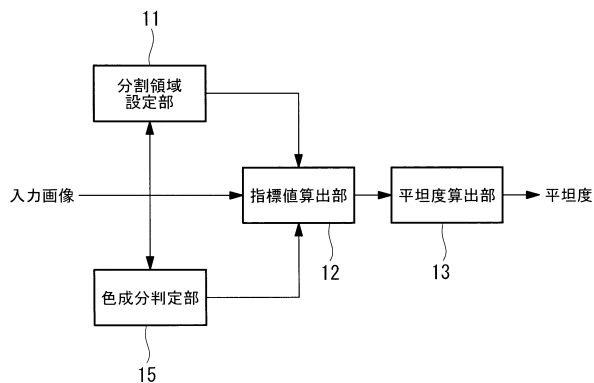 11
分割領域
設定部
入力画像
指標値算出部
平坦度算出部
平坦度
12
13
色成分判定部
15